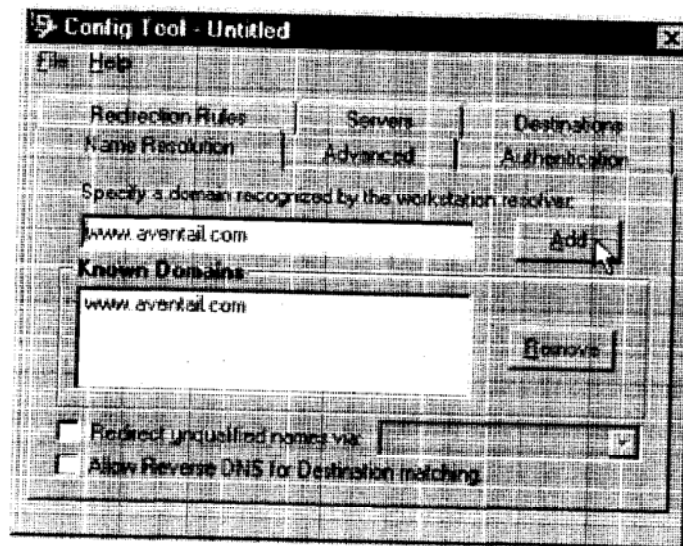 Config Tool - Untitled
File Help
Redirection Rules Servers Destinations
Name Resolution Advanced Authentication
Specify a domain recognized by the workstation resolver.
www.aventail.com Add
Known Domains
www.aventail.com
Remove
Redirect unqualified names via:
Allow Reverse DNS for Destination matching.